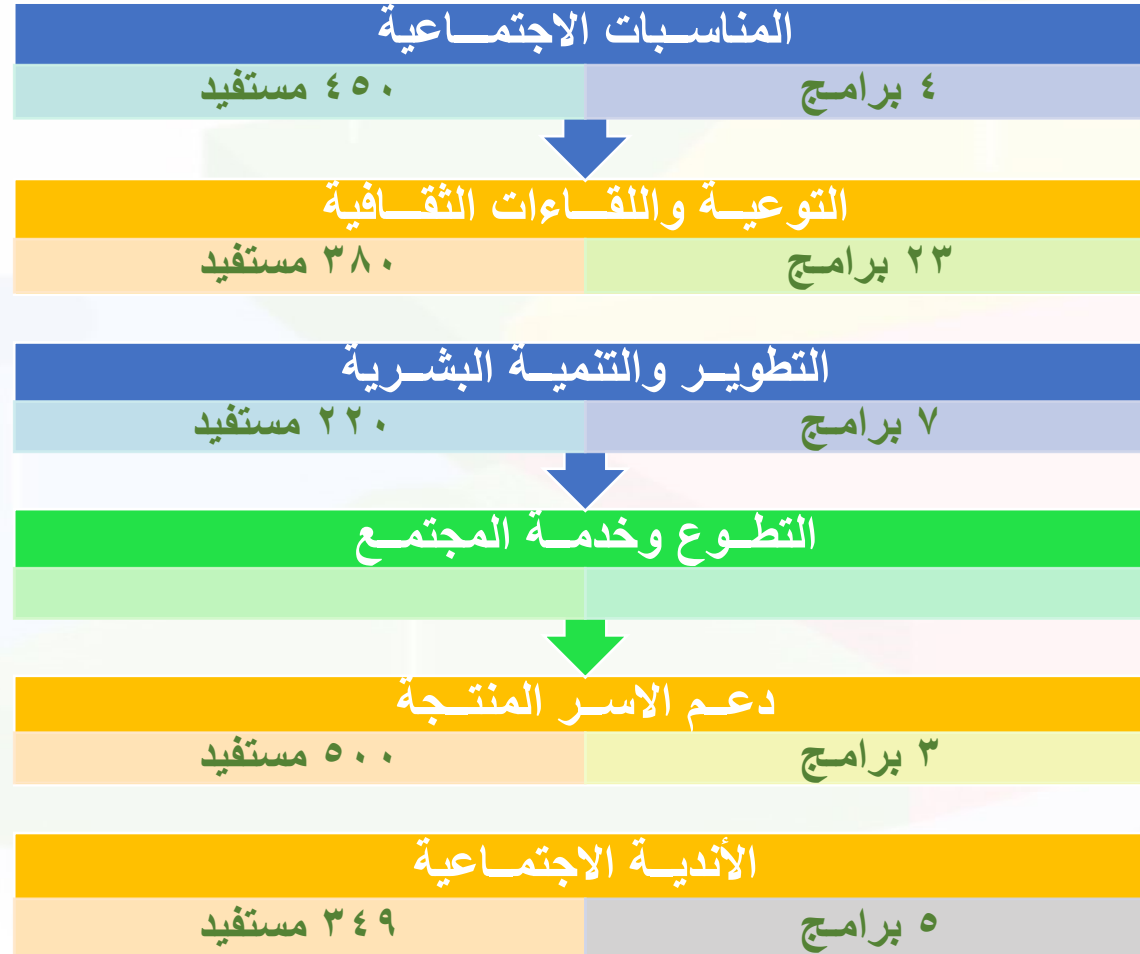 المناسبات الاجتماعية
٤ برامج ٤٥٠ مستفيد
التوعية واللقاءات الثقافية
٢٣ برامج ٣٨٠ مستفيد
التطوير والتنمية البشرية
٧ برامج ٢٢٠ مستفيد
التطوع وخدمة المجتمع
دعم الاسر المنتجة
٣ برامج ٥٠٠ مستفيد
الأندية الاجتماعية
٥ برامج ٣٤٩ مستفيد